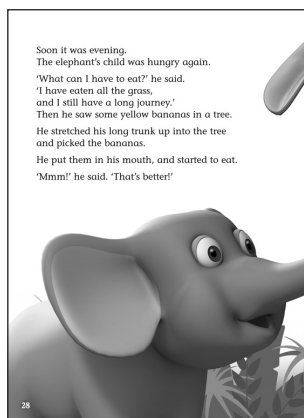 Soon it was evening.
The elephant's child was hungry again.
‘What can I have to eat?’ he said.
‘I have eaten all the grass,
and I still have a long journey.’
Then he saw some yellow bananas in a tree.
He stretched his long trunk up into the tree
and picked the bananas.
He put them in his mouth, and started to eat.
‘Mmm!’ he said. ‘That’s better!’
28